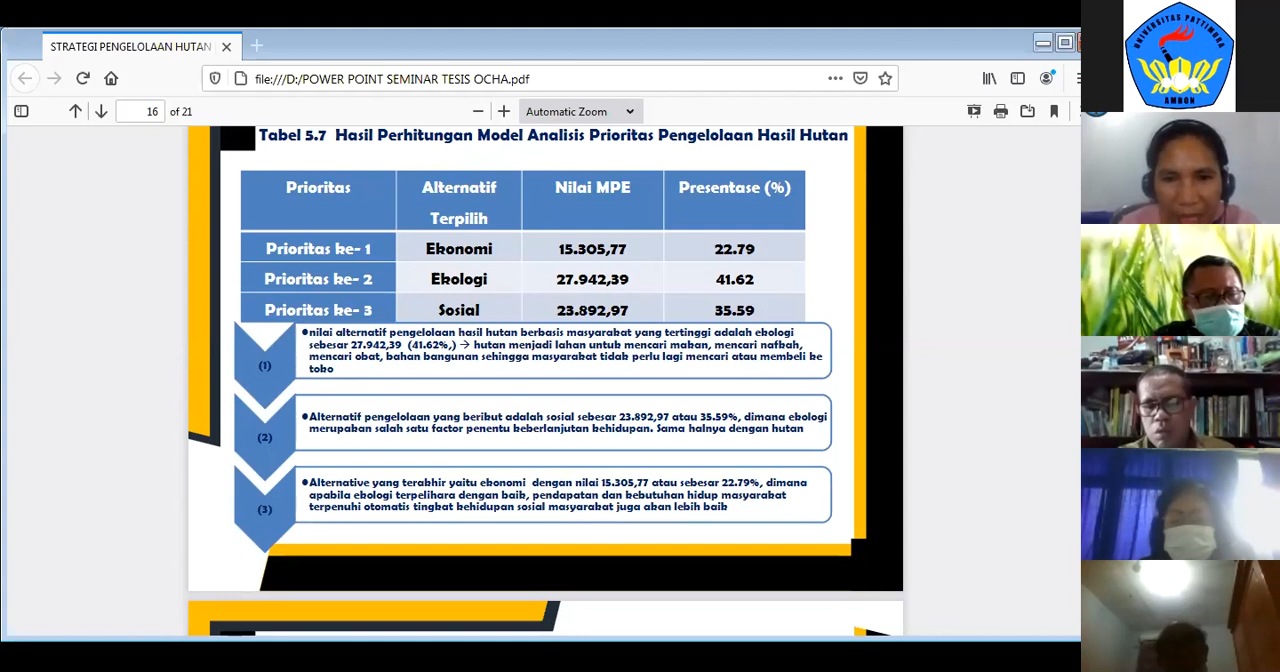 STRATEGI PENGELOLAAN HUTAN
file:///D:/POWER POINT SEMINAR TESIS OCHA.pdf
16 of 21
Automatic Zoom
Tabel 5.7 Hasil Perhitungan Model Analisis Prioritas Pengelolaan Hasil Hutan
Prioritas Alternatif Terpilih Nilai MPE Presentase (%)
Prioritas ke- 1 Ekonomi 15.305,77 22.79
Prioritas ke- 2 Ekologi 27.942,39 41.62
Prioritas ke- 3 Sosial 23.892,97 35.59
(1)
•nilai alternatif pengelolaan hasil hutan berbasis masyarakat yang tertinggi adalah ekologi
sebesar 27.942,39 (41.62%,) → hutan menjadi lahan untuk mencari makan, mencari nafkah,
mencari obat, bahan bangunan sehingga masyarakat tidak perlu lagi mencari atau membeli ke
toko
(2)
•Alternatif pengelolaan yang beribut adalah sosial sebesar 23.892,97 atau 35.59%, dimana ekologi
merupakan salah satu factor penentu keberlanjutan kehidupan. Sama halnya dengan hutan
(3)
•Alternative yang terakhir yaitu ekonomi dengan nilai 15.305,77 atau sebesar 22.79%, dimana
apabila ekologi terpelihara dengan baik, pendapatan dan kebutuhan hidup masyarakat
terpenuhi otomatis tingkat kehidupan sosial masyarakat juga akan lebih baik
UNIVERSITAS PATTIMURA
AMBON